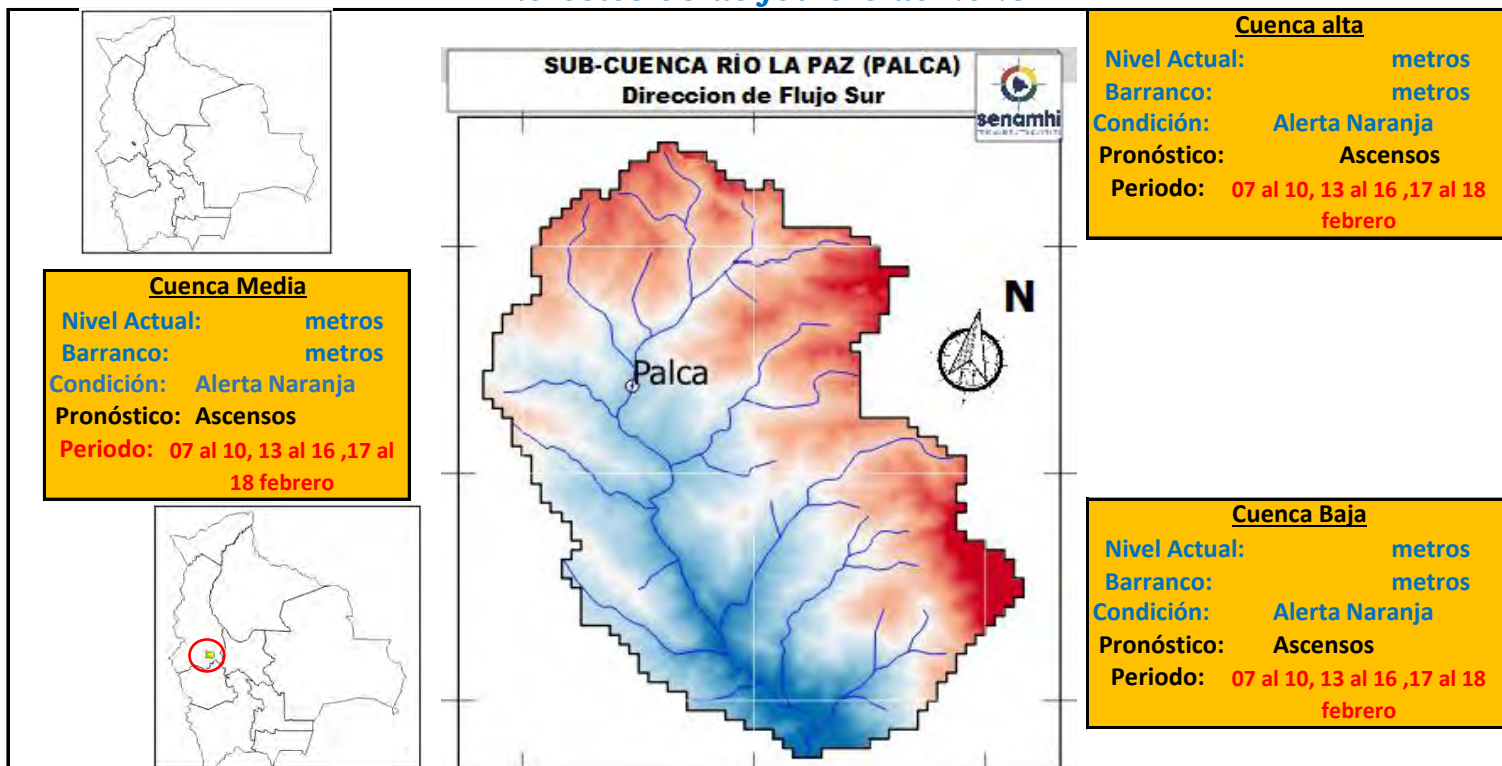 SUB-CUENCA RÍO LA PAZ (PALCA)
Direccion de Flujo Sur
senamhi
Cuenca alta
Nivel Actual: metros
Barranco: metros
Condición: Alerta Naranja
Pronóstico: Ascensos
Periodo: 07 al 10, 13 al 16 ,17 al 18
febrero
Cuenca Media
Nivel Actual: metros
Barranco: metros
Condición: Alerta Naranja
Pronóstico: Ascensos
Periodo: 07 al 10, 13 al 16 ,17 al
18 febrero
N
Palca
Cuenca Baja
Nivel Actual: metros
Barranco: metros
Condición: Alerta Naranja
Pronóstico: Ascensos
Periodo: 07 al 10, 13 al 16 ,17 al 18
febrero